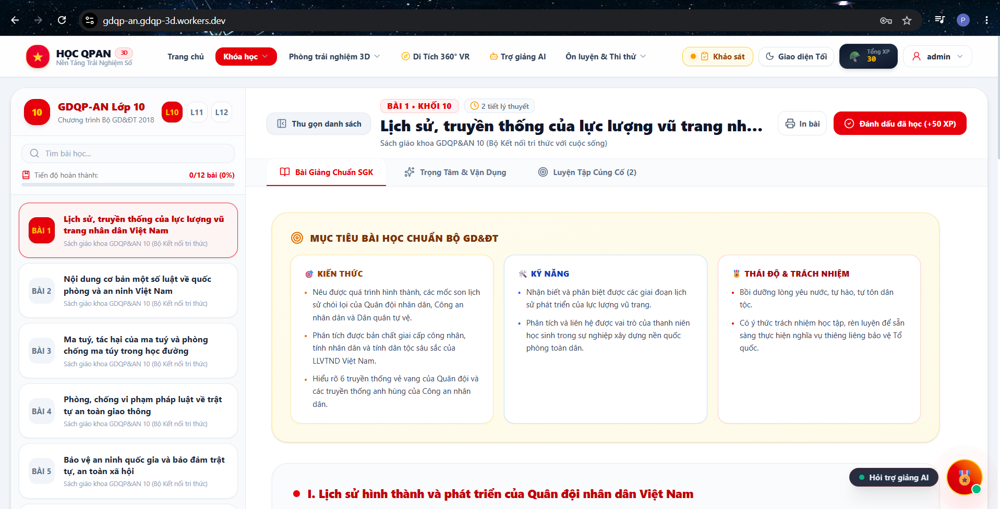 gdqp-an.gdqp-3d.workers.dev
P
HỌC QPAN
3D
Nền Tảng Trải Nghiệm Số
Trang chủ
Khóa học
Phòng trải nghiệm 3D
Di Tích 360° VR
Trợ giảng AI
Ôn luyện & Thi thử
Khảo sát
Giao diện Tối
Tổng XP
30
admin
10
GDQP-AN Lớp 10
Chương trình Bộ GD&ĐT 2018
L10
L11
L12
Tìm bài học...
Tiến độ hoàn thành:
0/12 bài (0%)
BÀI 1
Lịch sử, truyền thống của lực lượng vũ
trang nhân dân Việt Nam
Sách giáo khoa GDQP&AN 10 (Bộ Kết nối tri thức)
BÀI 2
Nội dung cơ bản một số luật về quốc
phòng và an ninh Việt Nam
Sách giáo khoa GDQP&AN 10 (Bộ Kết nối tri thức)
BÀI 3
Ma tuý, tác hại của ma tuý và phòng
chống ma túy trong học đường
Sách giáo khoa GDQP&AN 10 (Bộ Kết nối tri thức)
BÀI 4
Phòng, chống vi phạm pháp luật về trật
tự an toàn giao thông
Sách giáo khoa GDQP&AN 10 (Bộ Kết nối tri thức)
BÀI 5
Bảo vệ an ninh quốc gia và bảo đảm trật
tự, an toàn xã hội
Sách giáo khoa GDQP&AN 10 (Bộ Kết nối tri thức)
Thu gọn danh sách
BÀI 1 • KHỐI 10
2 tiết lý thuyết
Lịch sử, truyền thống của lực lượng vũ trang nh...
Sách giáo khoa GDQP&AN 10 (Bộ Kết nối tri thức với cuộc sống)
In bài
Đánh dấu đã học (+50 XP)
Bài Giảng Chuẩn SGK
Trọng Tâm & Vận Dụng
Luyện Tập Củng Cố (2)
MỤC TIÊU BÀI HỌC CHUẨN BỘ GD&ĐT
KIẾN THỨC
• Nêu được quá trình hình thành, các mốc son lịch
sử chói lọi của Quân đội nhân dân, Công an
nhân dân và Dân quân tự vệ.
• Phân tích được bản chất giai cấp công nhân,
tính nhân dân và tính dân tộc sâu sắc của
LLVTND Việt Nam.
• Hiểu rõ 6 truyền thống vẻ vang của Quân đội và
các truyền thống anh hùng của Công an nhân
dân.
KỸ NĂNG
• Nhận biết và phân biệt được các giai đoạn lịch
sử phát triển của lực lượng vũ trang.
• Phân tích và liên hệ được vai trò của thanh niên
học sinh trong sự nghiệp xây dựng nền quốc
phòng toàn dân.
THÁI ĐỘ & TRÁCH NHIỆM
• Bồi dưỡng lòng yêu nước, tự hào, tự tôn dân
tộc.
• Có ý thức trách nhiệm học tập, rèn luyện để sẵn
sàng thực hiện nghĩa vụ thiêng liêng bảo vệ Tổ
quốc.
I. Lịch sử hình thành và phát triển của Quân đội nhân dân Việt Nam
Hỏi trợ giảng AI